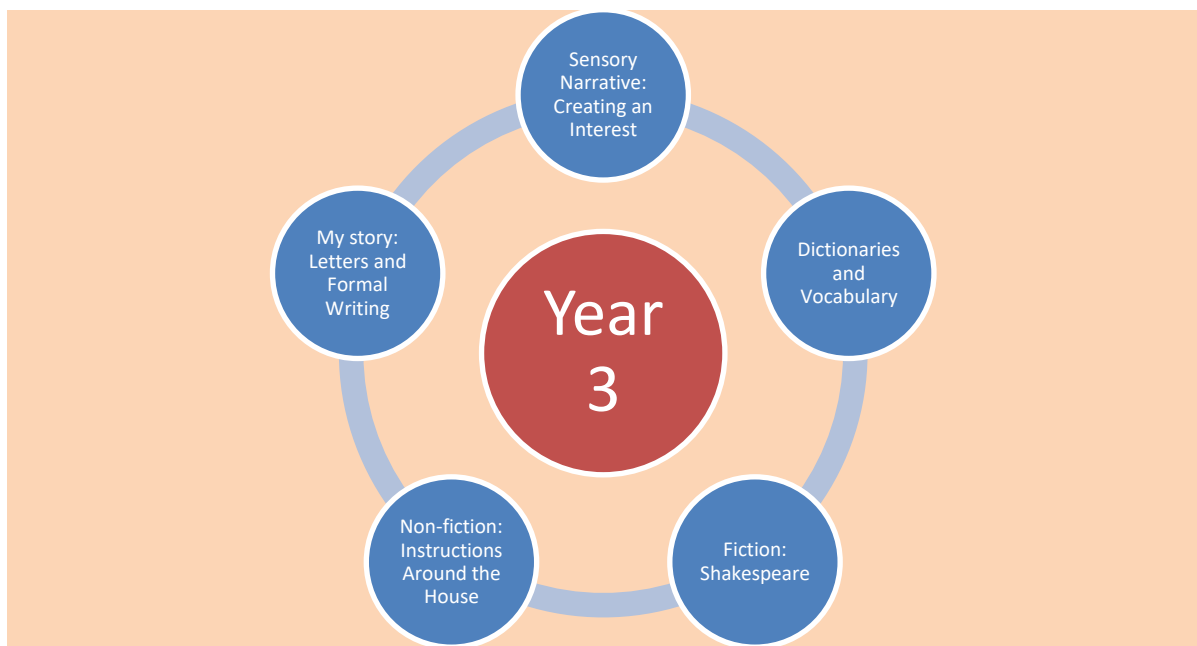 Sensory
Narrative:
Creating an
Interest
Dictionaries
and
Vocabulary
Fiction:
Shakespeare
Non-fiction:
Instructions
Around the
House
My story:
Letters and
Formal
Writing
Year
3